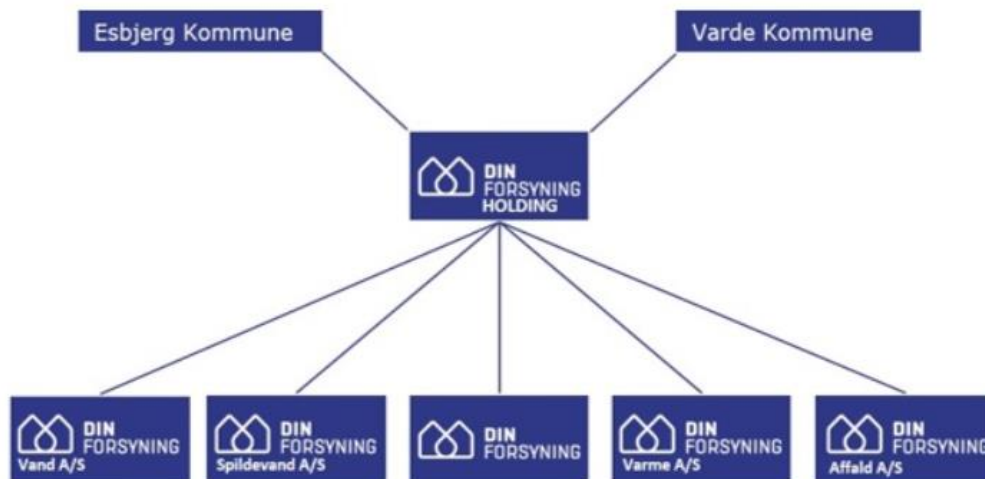 Esbjerg Kommune
Varde Kommune
DIN
FORSYNING
HOLDING
DIN
FORSYNING
Vand A/S
DIN
FORSYNING
Spildevand A/S
DIN
FORSYNING
DIN
FORSYNING
Varme A/S
DIN
FORSYNING
Affald A/S